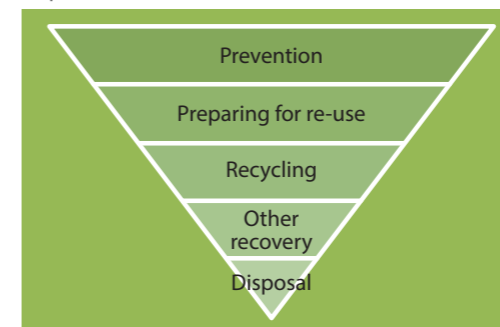 Prevention
Preparing for re-use
Recycling
Other
recovery
Disposal